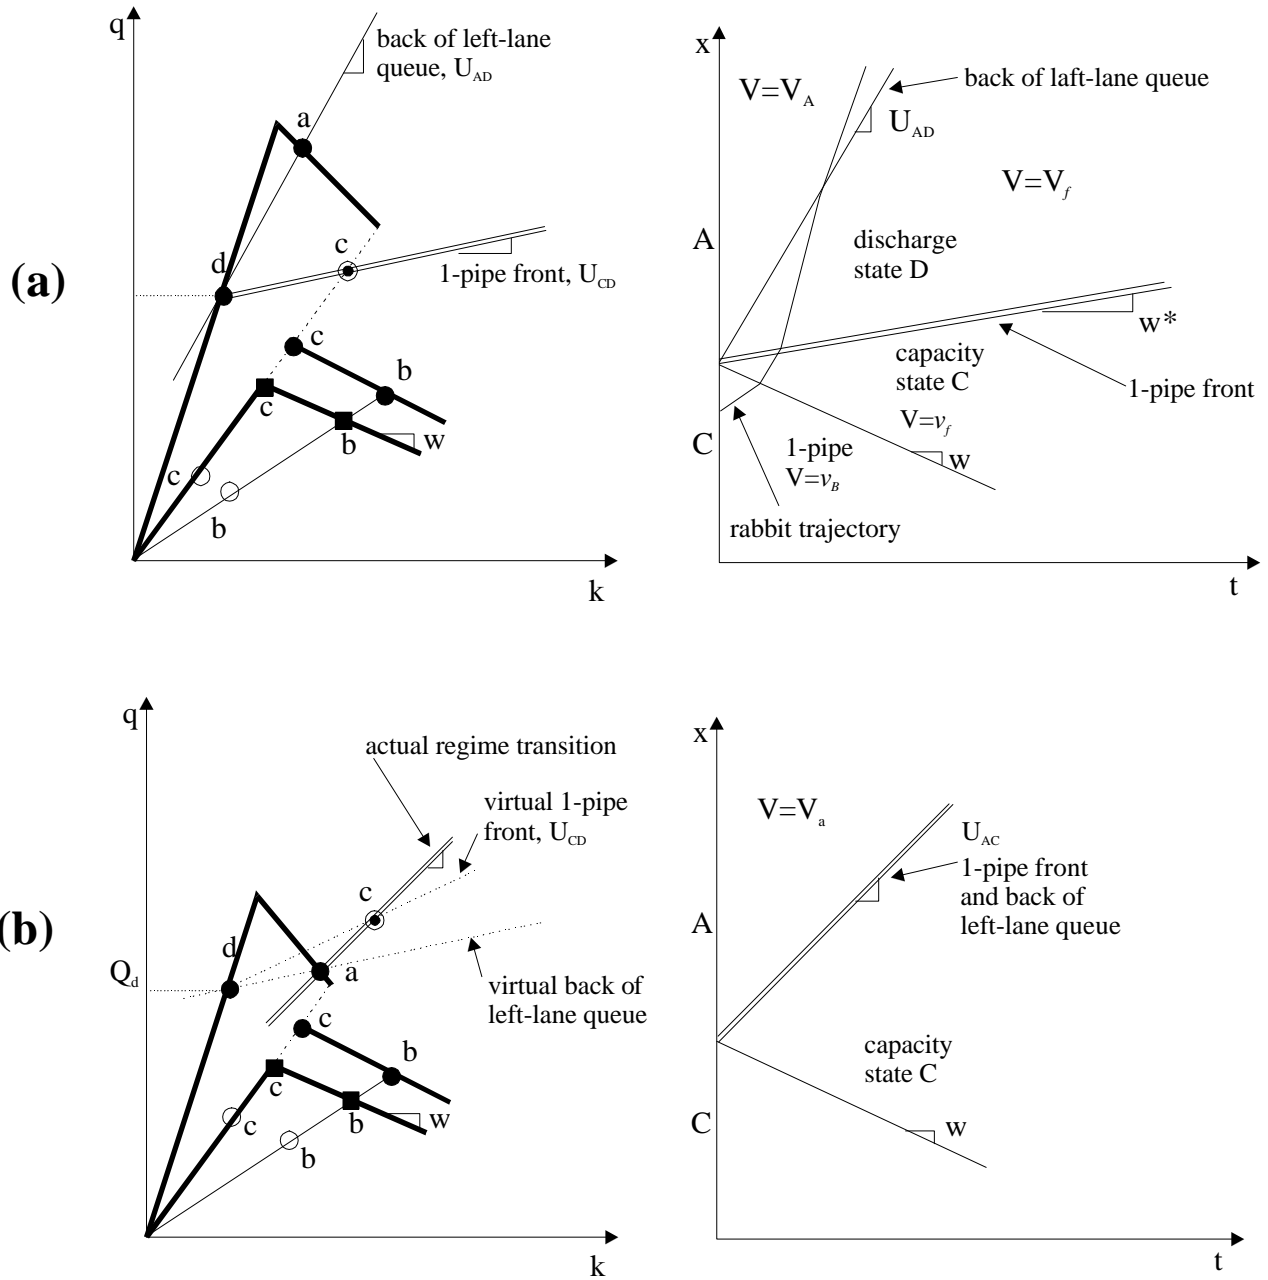 (a)
q
back of left-lane
queue, U_AD
a
d
c
1-pipe front, U_CD
c
b
c
b
w
c
b
k
x
V=V_A
back of laft-lane queue
U_AD
V=V_f
A
discharge
state D
w*
capacity
state C
1-pipe front
V=v_f
C
1-pipe
V=v_B
w
rabbit trajectory
t
(b)
q
actual regime transition
virtual 1-pipe
front, U_CD
c
d
Q_d
a
virtual back of
left-lane queue
c
b
c
b
w
c
b
k
x
V=V_a
U_AC
1-pipe front
and back of
left-lane queue
A
capacity
state C
C
w
t